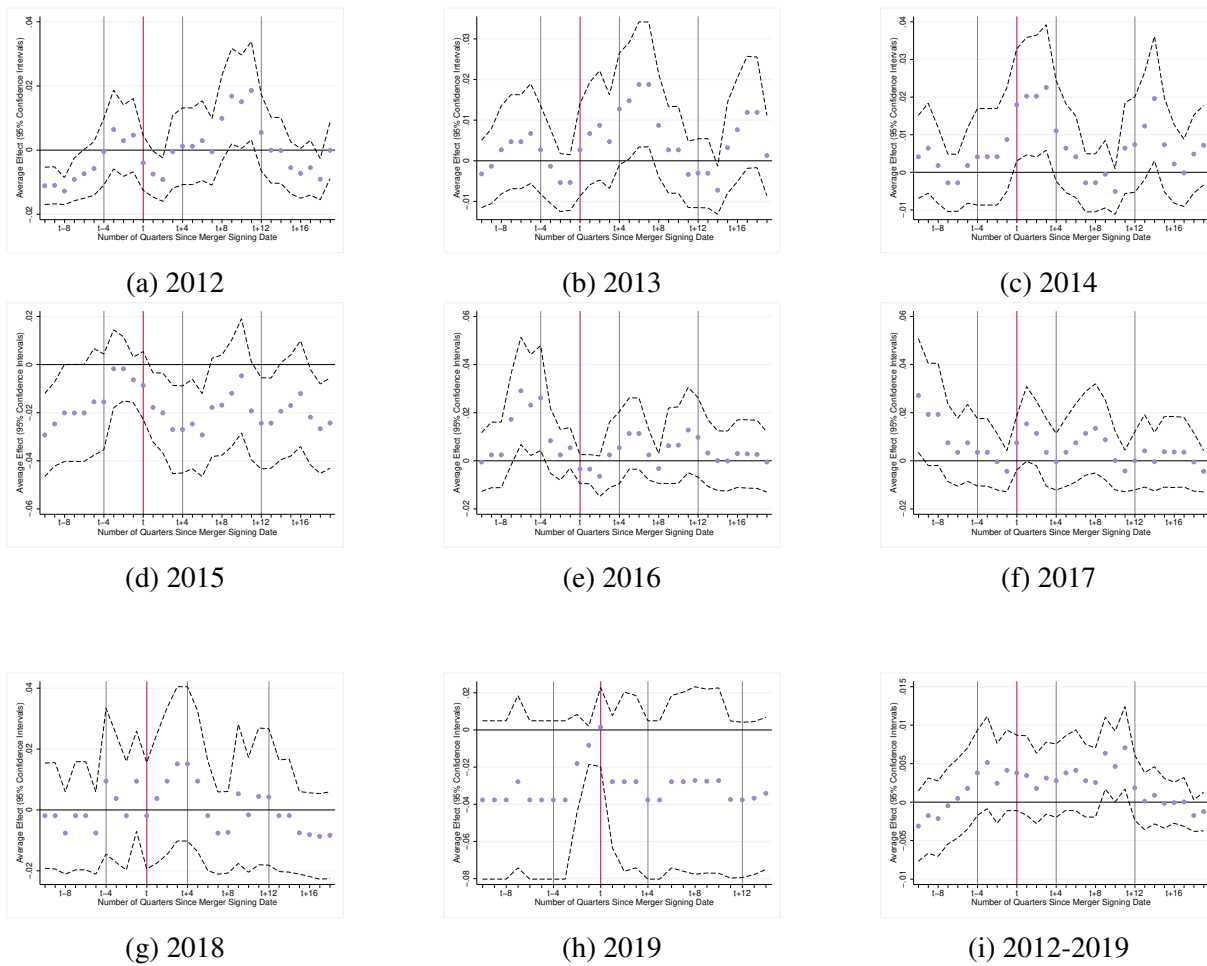 Average Effect (95% Confidence Intervals)
.04
.02
0
-.02
t-8 t-4 t t+4 t+8 t+12 t+16
Number of Quarters Since Merger Signing Date
(a) 2012
Average Effect (95% Confidence Intervals)
.03
.02
.01
0
-.01
t-8 t-4 t t+4 t+8 t+12 t+16
Number of Quarters Since Merger Signing Date
(b) 2013
Average Effect (95% Confidence Intervals)
.04
.03
.02
.01
0
-.01
t-8 t-4 t t+4 t+8 t+12 t+16
Number of Quarters Since Merger Signing Date
(c) 2014
Average Effect (95% Confidence Intervals)
.02
0
-.02
-.04
-.06
t-8 t-4 t t+4 t+8 t+12 t+16
Number of Quarters Since Merger Signing Date
(d) 2015
Average Effect (95% Confidence Intervals)
.06
.04
.02
0
-.02
t-8 t-4 t t+4 t+8 t+12 t+16
Number of Quarters Since Merger Signing Date
(e) 2016
Average Effect (95% Confidence Intervals)
.06
.04
.02
0
-.02
t-8 t-4 t t+4 t+8 t+12 t+16
Number of Quarters Since Merger Signing Date
(f) 2017
Average Effect (95% Confidence Intervals)
.04
.02
0
-.02
t-8 t-4 t t+4 t+8 t+12 t+16
Number of Quarters Since Merger Signing Date
(g) 2018
Average Effect (95% Confidence Intervals)
.02
0
-.02
-.04
-.06
-.08
t-8 t-4 t t+4 t+8 t+12
Number of Quarters Since Merger Signing Date
(h) 2019
Average Effect (95% Confidence Intervals)
.015
.01
.005
0
-.005
-.01
t-8 t-4 t t+4 t+8 t+12 t+16
Number of Quarters Since Merger Signing Date
(i) 2012-2019